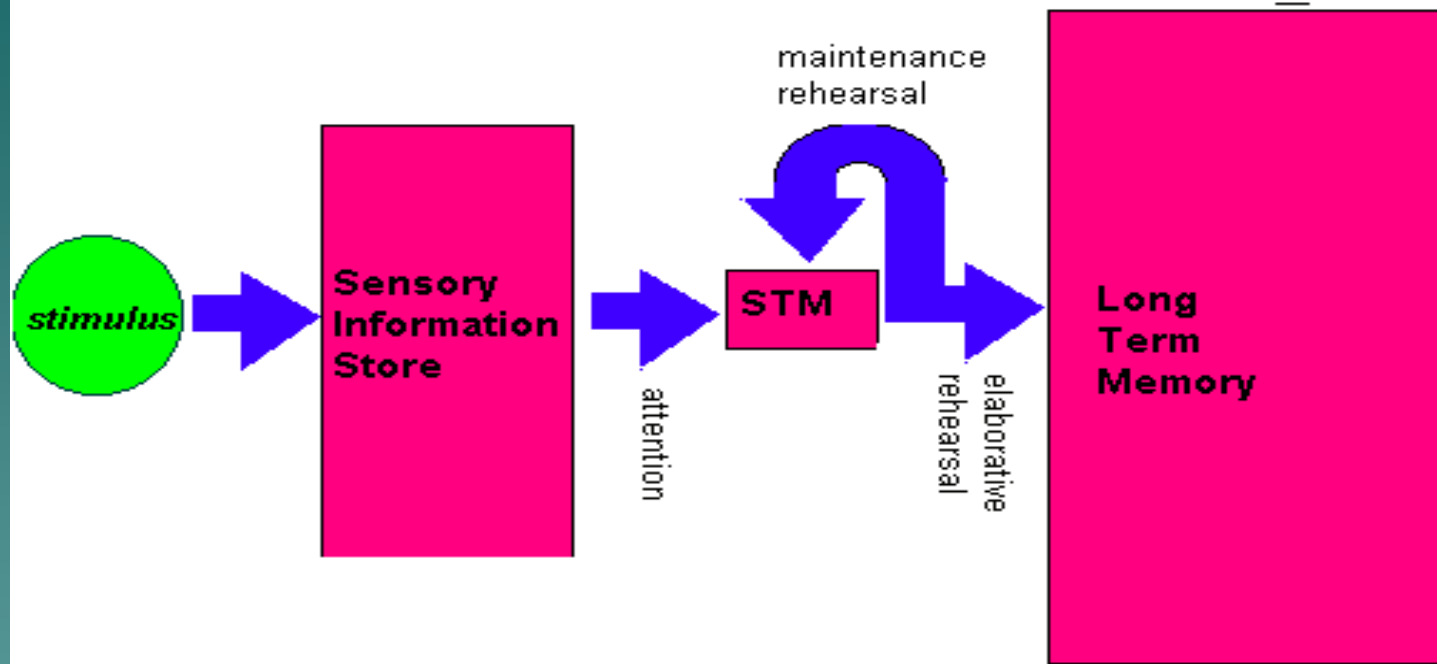 maintenance
rehearsal
stimulus
Sensory
Information
Store
attention
STM
elaborative
rehearsal
Long
Term
Memory